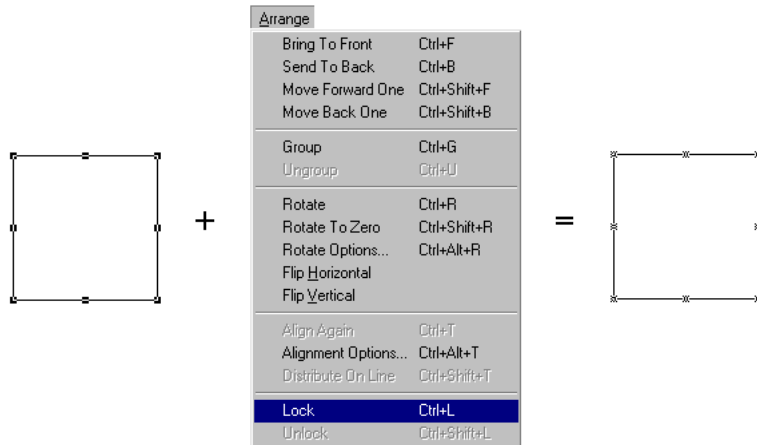 Arrange
Bring To Front Ctrl+F
Send To Back Ctrl+B
Move Forward One Ctrl+Shift+F
Move Back One Ctrl+Shift+B
Group Ctrl+G
Ungroup Ctrl+U
Rotate Ctrl+R
Rotate To Zero Ctrl+Shift+R
Rotate Options... Ctrl+Alt+R
Flip Horizontal
Flip Vertical
+ =
Align Again Ctrl+T
Alignment Options... Ctrl+Alt+T
Distribute On Line Ctrl+Shift+T
Lock Ctrl+L
Unlock Ctrl+Shift+L